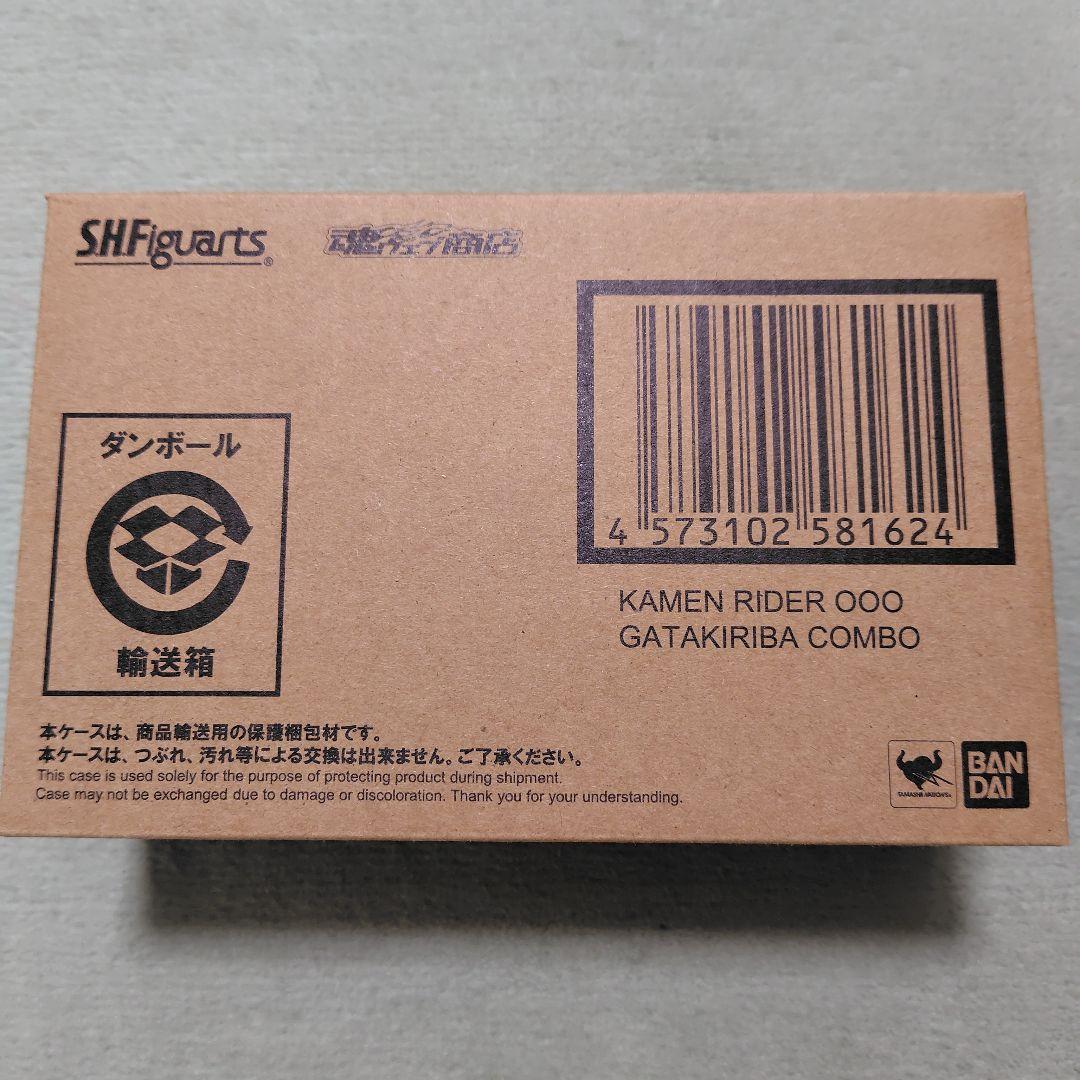 S.H.Figuarts®
魂ウェブ商店
4 573102 581624
KAMEN RIDER OOO
GATAKIRIBA COMBO
ダンボール
輸送箱
本ケースは、商品輸送用の保護梱包材です。
本ケースは、つぶれ、汚れ等による交換は出来ません。ご了承ください。
This case is used solely for the purpose of protecting product during shipment.
Case may not be exchanged due to damage or discoloration. Thank you for your understanding.
TAMASHII NATIONS®
BAN
DAI